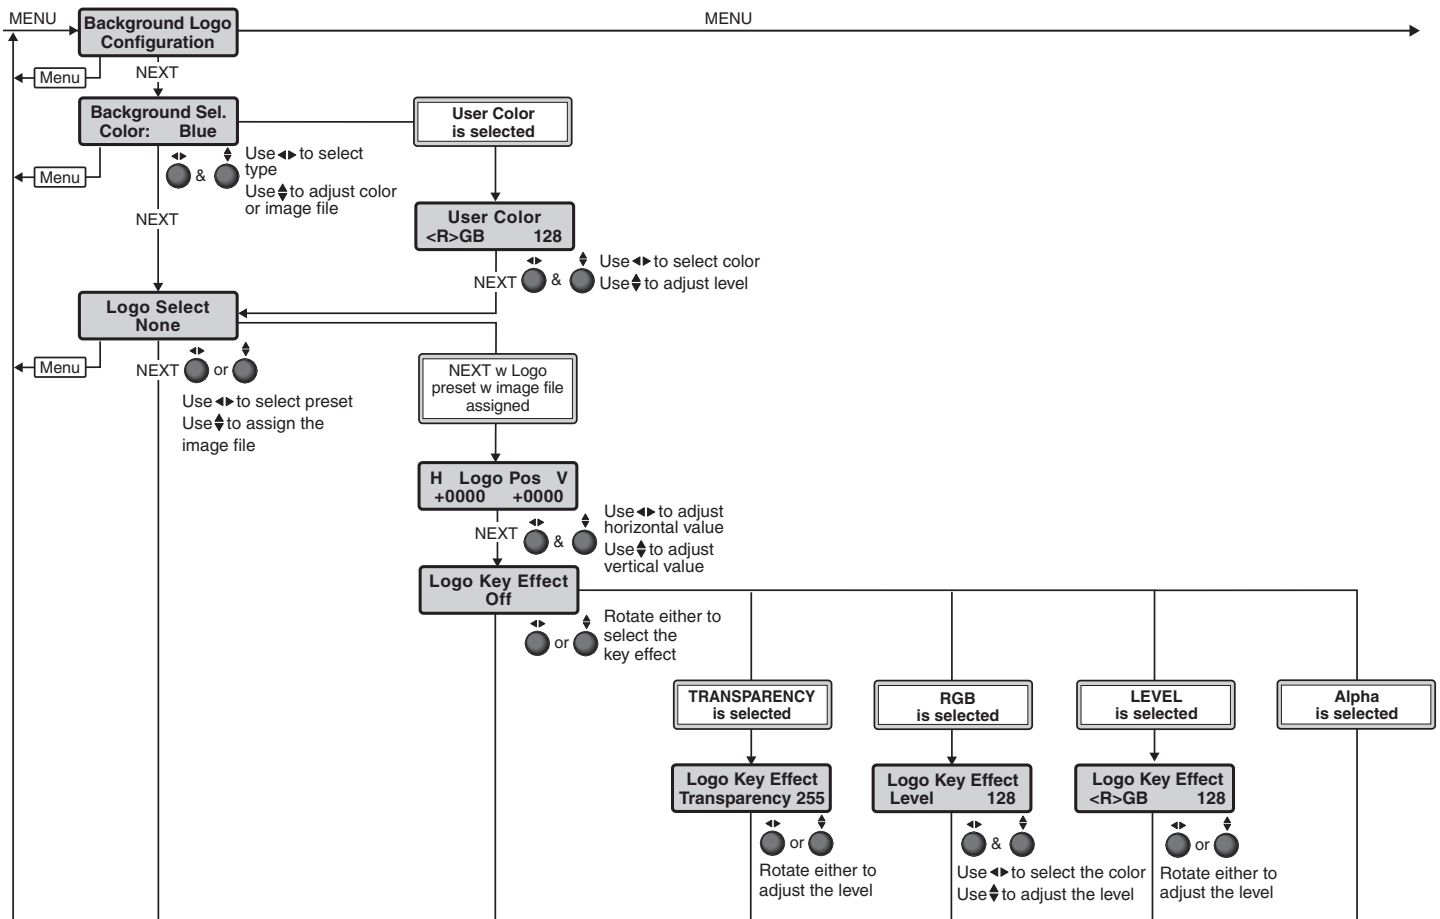 MENU
Background Logo
Configuration
MENU
Menu
NEXT
Background Sel.
Color: Blue
User Color
is selected
Menu
&
Use ◂▸ to select
type
Use ▴▾ to adjust color
or image file
NEXT
User Color
<R>GB 128
NEXT
&
Use ◂▸ to select color
Use ▴▾ to adjust level
Logo Select
None
Menu
NEXT
or
Use ◂▸ to select preset
Use ▴▾ to assign the
image file
NEXT w Logo
preset w image file
assigned
H Logo Pos V
+0000 +0000
NEXT
&
Use ◂▸ to adjust
horizontal value
Use ▴▾ to adjust
vertical value
Logo Key Effect
Off
or
Rotate either to
select the
key effect
TRANSPARENCY
is selected
RGB
is selected
LEVEL
is selected
Alpha
is selected
Logo Key Effect
Transparency 255
Logo Key Effect
Level 128
Logo Key Effect
<R>GB 128
or
Rotate either to
adjust the level
&
Use ◂▸ to select the color
Use ▴▾ to adjust the level
or
Rotate either to
adjust the level